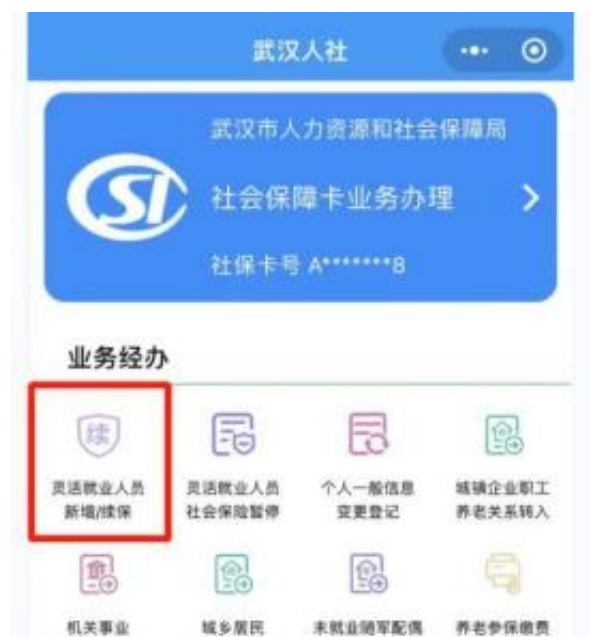 武汉人社
武汉市人力资源和社会保障局
SI
社会保障卡业务办理
社保卡号 A*******8
业务经办
续
灵活就业人员
新增/续保
灵活就业人员
社会保险暂停
个人一般信息
变更登记
城镇企业职工
养老关系转入
机关事业
城乡居民
未就业随军配偶
养老参保缴费